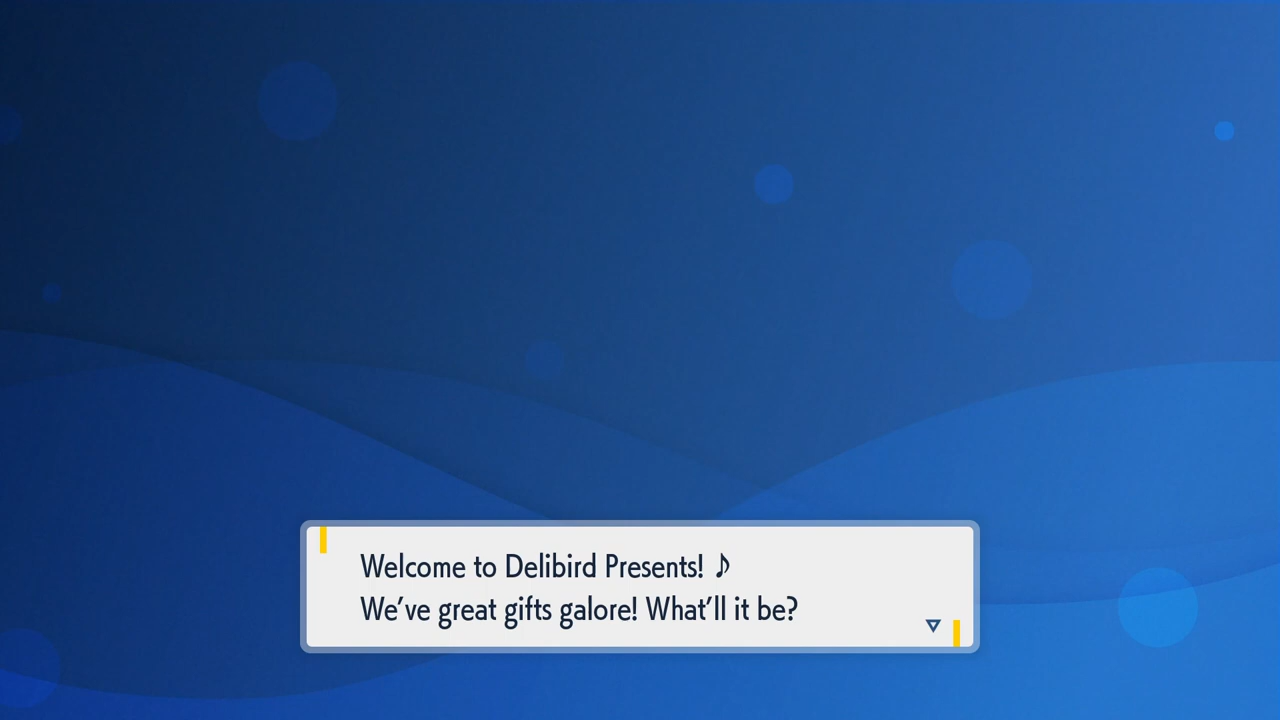 Welcome to Delibird Presents! ♪
We’ve great gifts galore! What’ll it be?